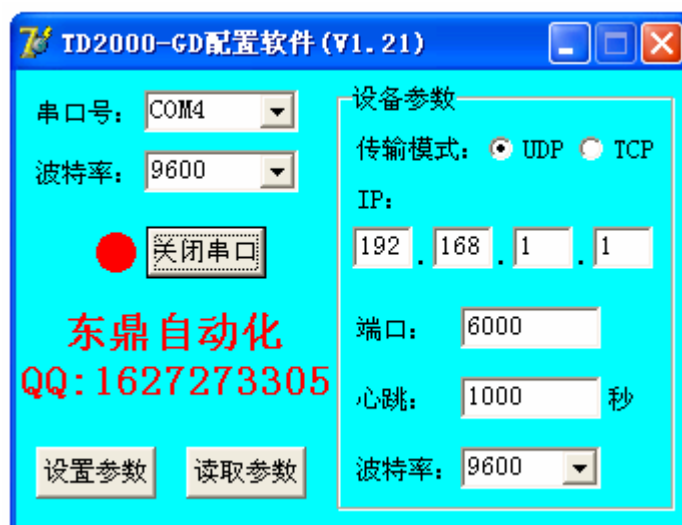 TD2000-GD配置软件(V1.21)
串口号: COM4
波特率: 9600
关闭串口
东鼎自动化
QQ:1627273305
设置参数 读取参数
设备参数
传输模式: UDP TCP
IP:
192 . 168 . 1 . 1
端口: 6000
心跳: 1000 秒
波特率: 9600